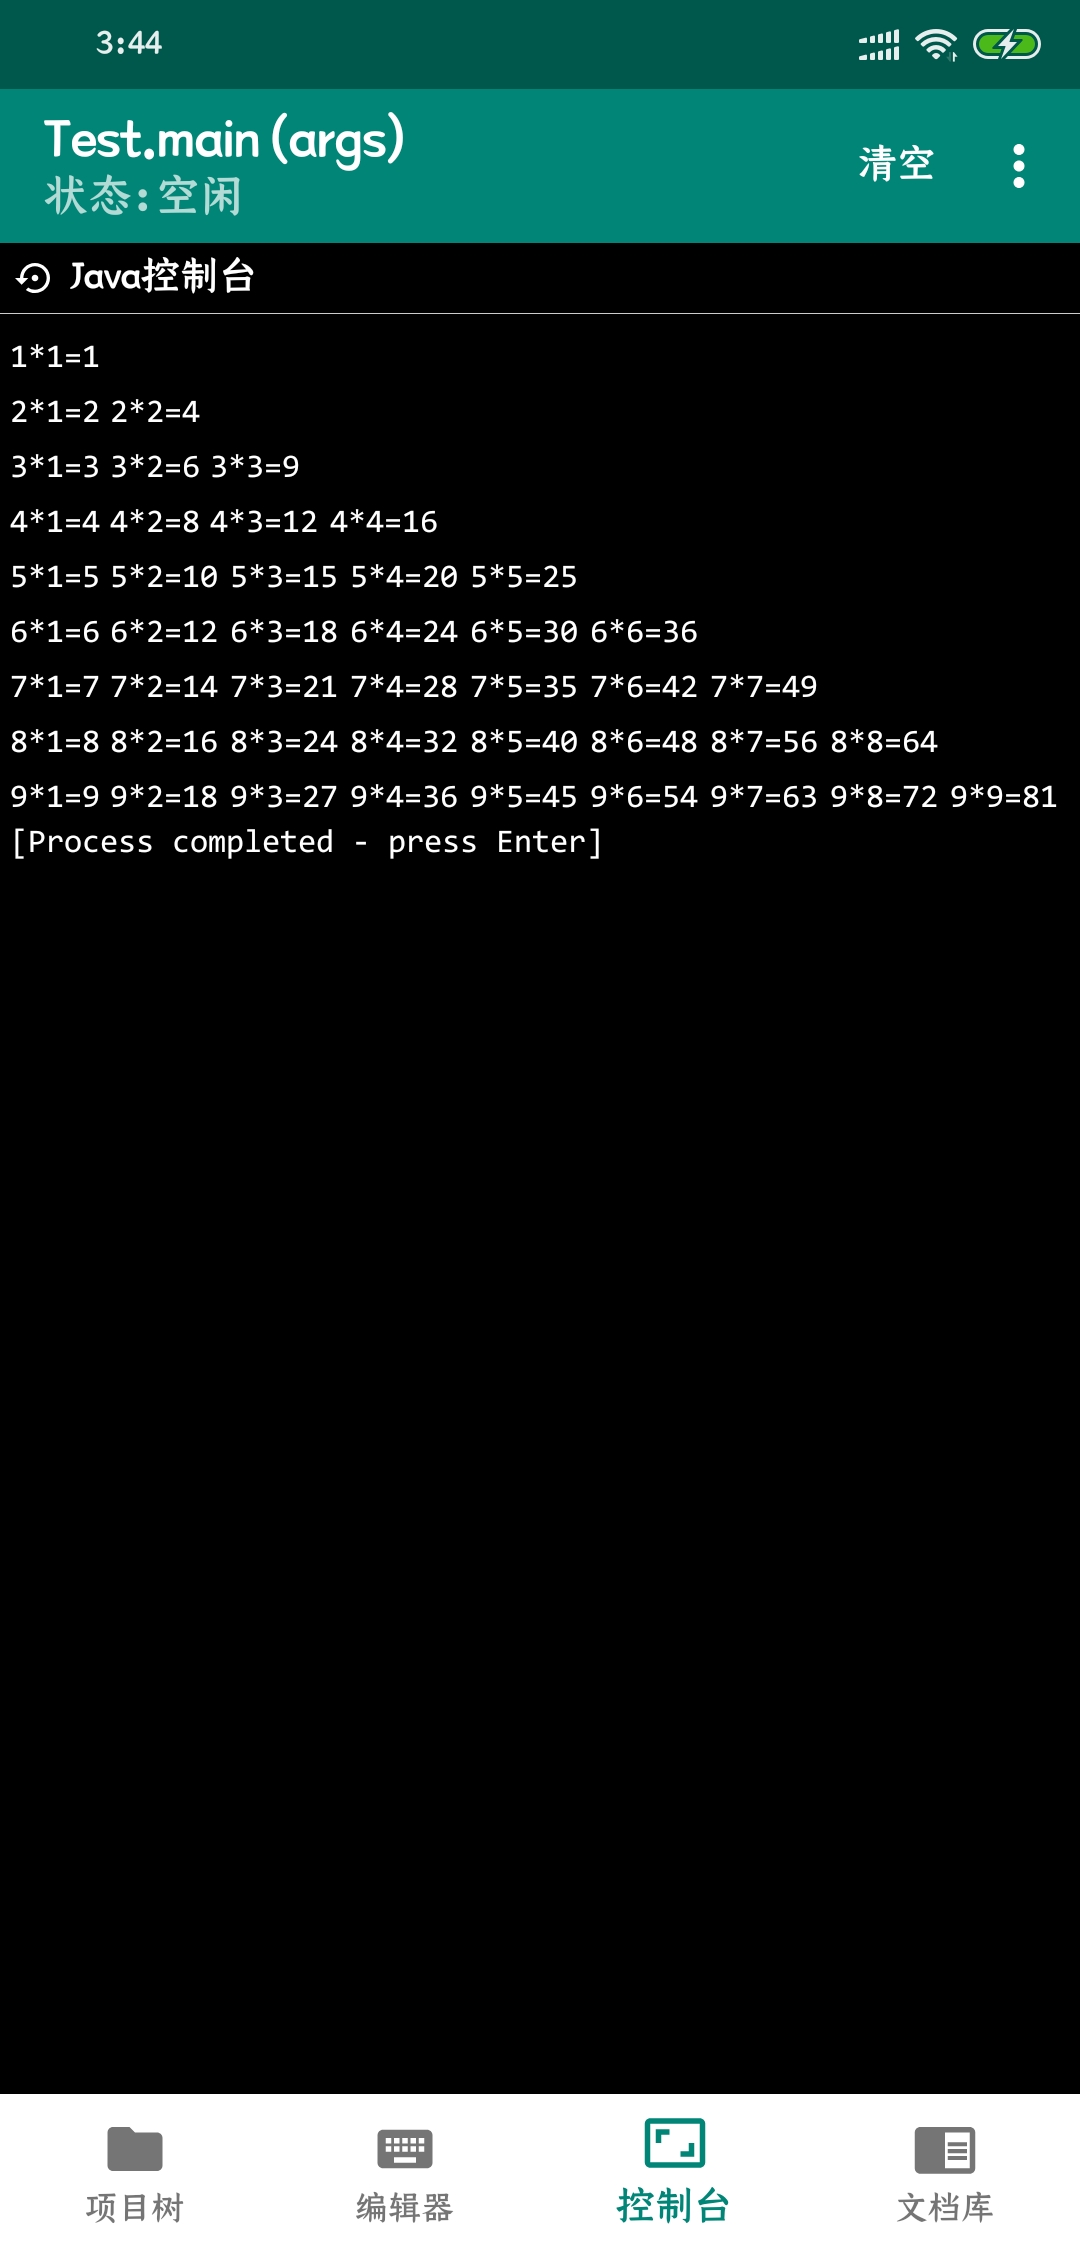 3:44
Test.main (args)
状态:空闲
清空
Java控制台
1*1=1
2*1=2 2*2=4
3*1=3 3*2=6 3*3=9
4*1=4 4*2=8 4*3=12 4*4=16
5*1=5 5*2=10 5*3=15 5*4=20 5*5=25
6*1=6 6*2=12 6*3=18 6*4=24 6*5=30 6*6=36
7*1=7 7*2=14 7*3=21 7*4=28 7*5=35 7*6=42 7*7=49
8*1=8 8*2=16 8*3=24 8*4=32 8*5=40 8*6=48 8*7=56 8*8=64
9*1=9 9*2=18 9*3=27 9*4=36 9*5=45 9*6=54 9*7=63 9*8=72 9*9=81
[Process completed - press Enter]
项目树 编辑器 控制台 文档库